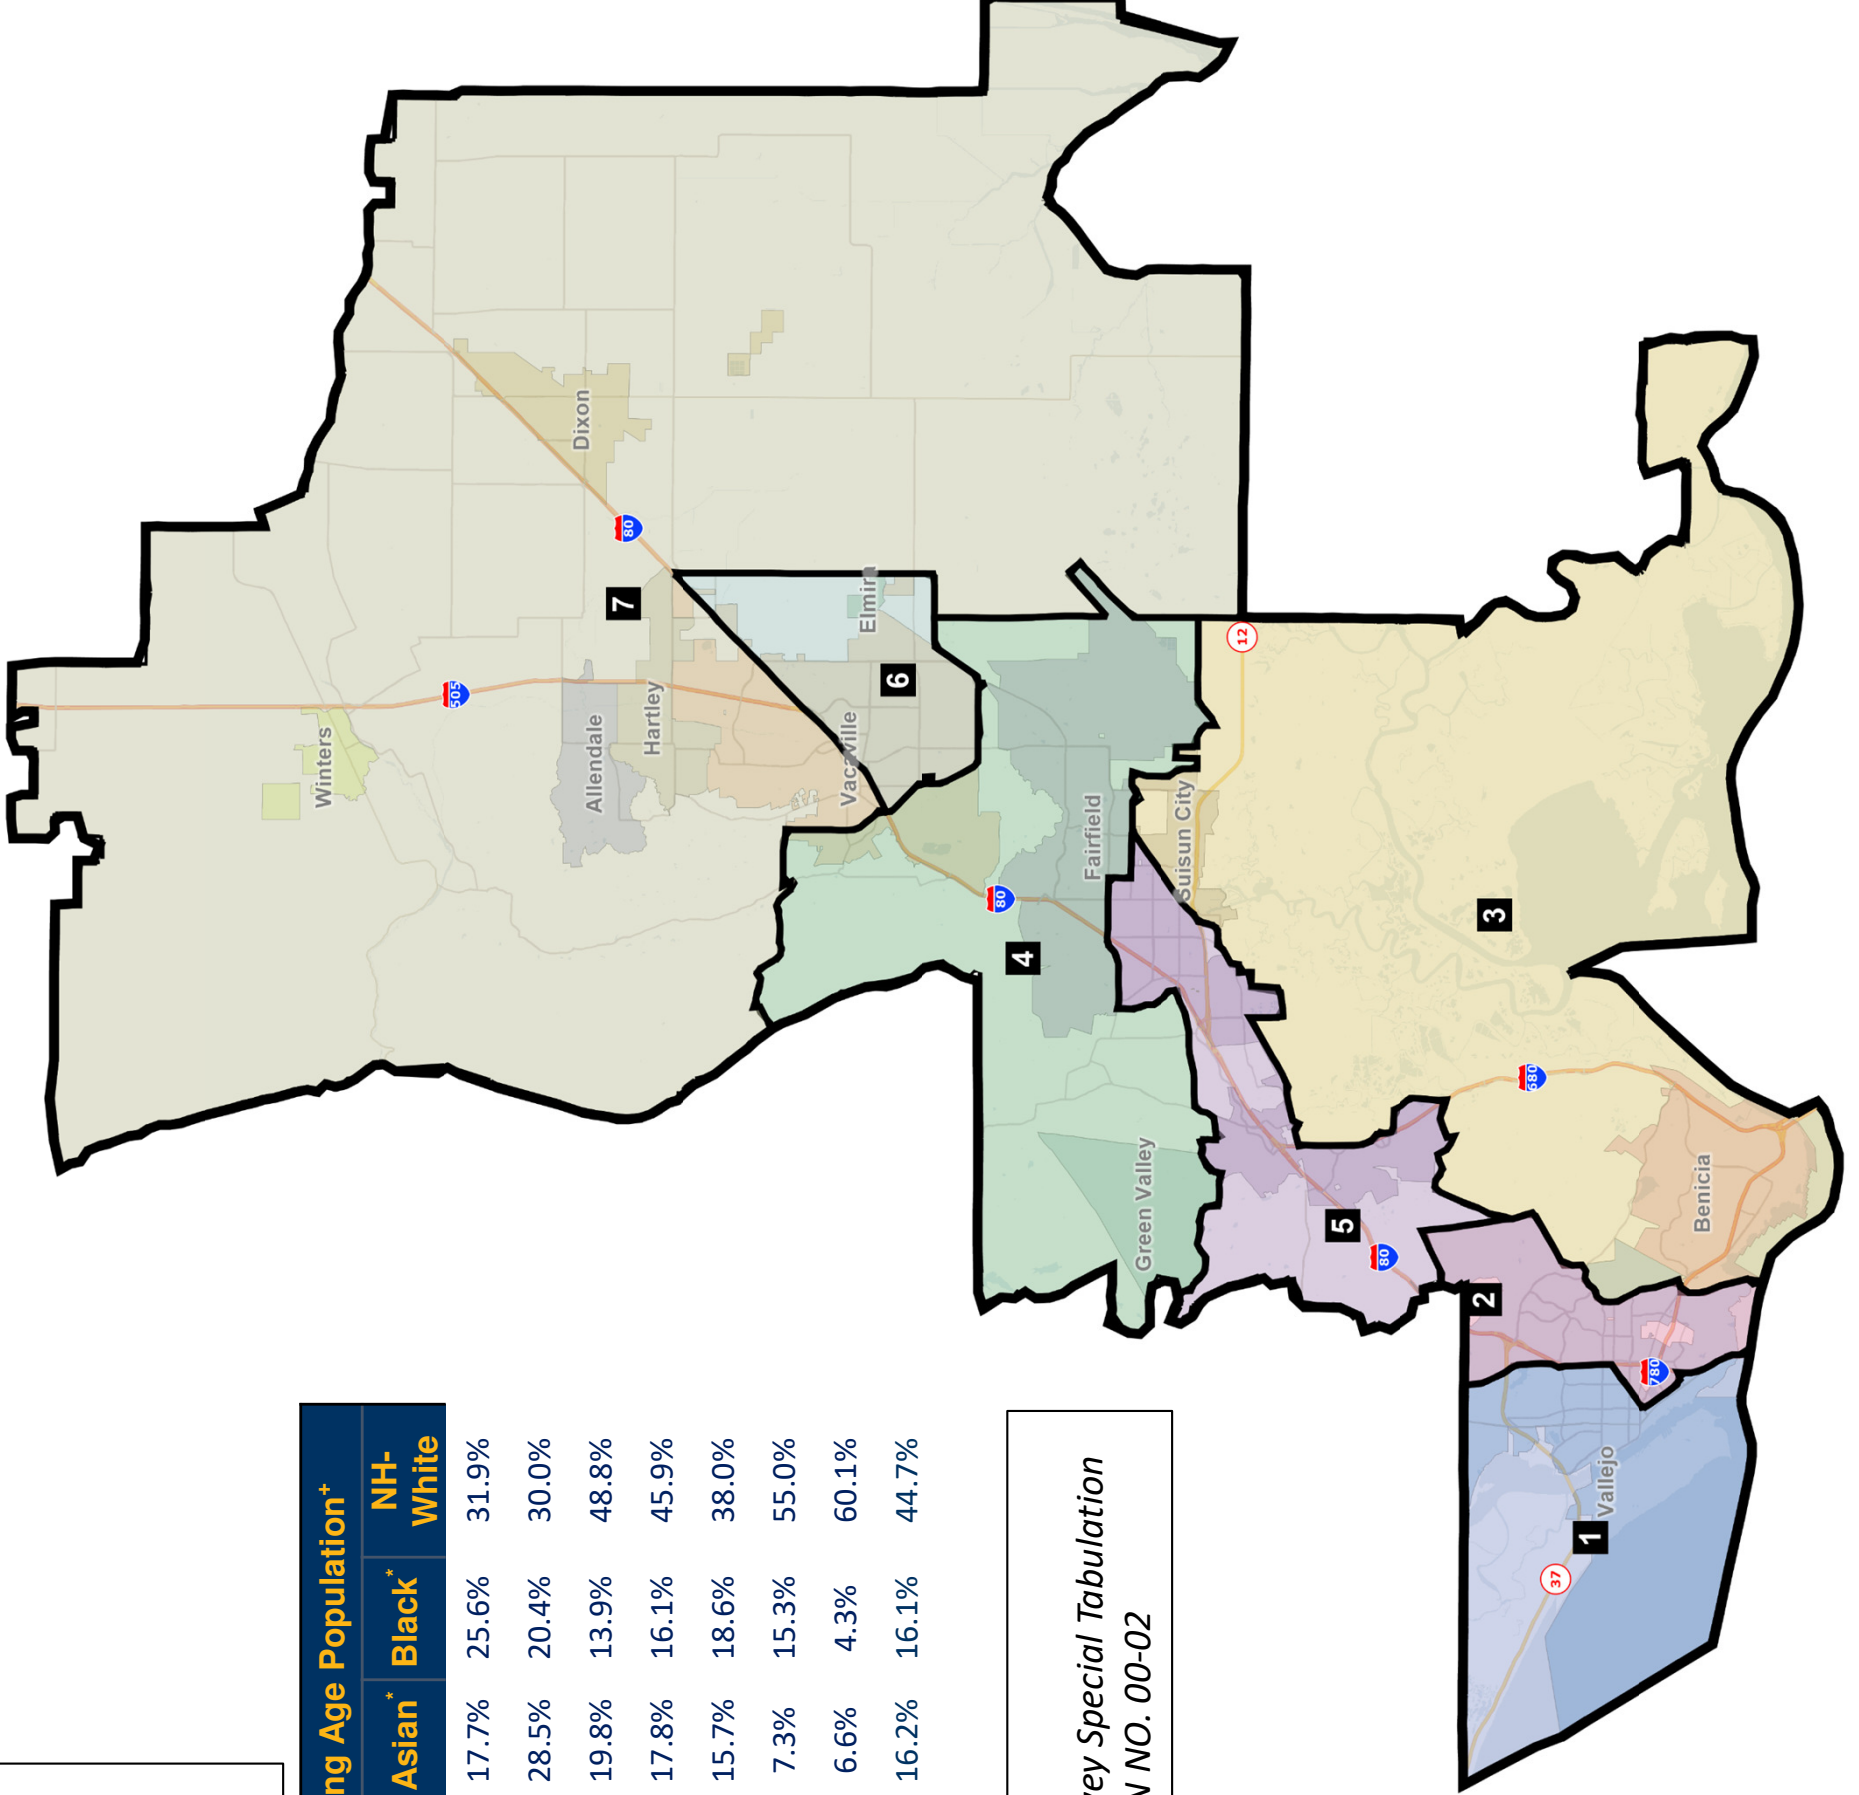 ng Age Population+
Asian* Black* NH-White
17.7% 25.6% 31.9%
28.5% 20.4% 30.0%
19.8% 13.9% 48.8%
17.8% 16.1% 45.9%
15.7% 18.6% 38.0%
7.3% 15.3% 55.0%
6.6% 4.3% 60.1%
16.2% 16.1% 44.7%
vey Special Tabulation
N NO. 00-02
Winters
505
Allendale
Hartley
7
80
Dixon
Vacaville
6
Elmira
80
4
Fairfield
Suisun City
12
Green Valley
5
80
3
680
2
Benicia
780
Vallejo
1
37